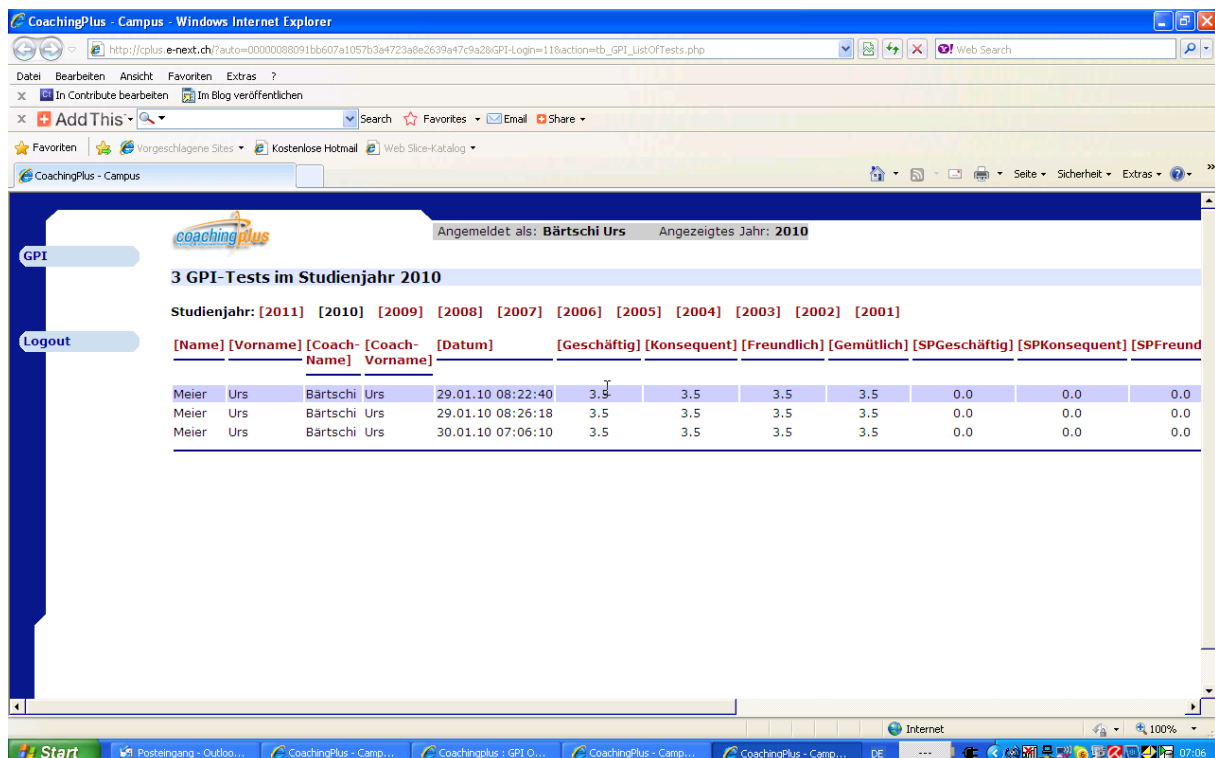 CoachingPlus - Campus - Windows Internet Explorer
http://cplus.e-next.ch/?auto=00000088091bb607a1057b3a4723a8e2639a47c9a28&GPI-Login=11&action=tb_GPI_ListOfTests.php
Web Search
Datei Bearbeiten Ansicht Favoriten Extras ?
x In Contribute bearbeiten Im Blog veröffentlichen
x AddThis Search Favorites Email Share
Favoriten Vorgeschlagene Sites Kostenlose Hotmail Web Slice-Katalog
CoachingPlus - Campus Seite Sicherheit Extras »
coachingplus Angemeldet als: Bärtschi Urs Angezeigtes Jahr: 2010
GPI
3 GPI-Tests im Studienjahr 2010
Studienjahr: [2011] [2010] [2009] [2008] [2007] [2006] [2005] [2004] [2003] [2002] [2001]
Logout
[Name] [Vorname] [Coach-Name] [Coach-Vorname] [Datum] [Geschäftig] [Konsequent] [Freundlich] [Gemütlich] [SPGeschäftig] [SPKonsequent] [SPFreund
Meier Urs Bärtschi Urs 29.01.10 08:22:40 3.5 3.5 3.5 3.5 0.0 0.0 0.0
Meier Urs Bärtschi Urs 29.01.10 08:26:18 3.5 3.5 3.5 3.5 0.0 0.0 0.0
Meier Urs Bärtschi Urs 30.01.10 07:06:10 3.5 3.5 3.5 3.5 0.0 0.0 0.0
Internet 100%
Start Posteingang - Outloo... CoachingPlus - Camp... Coachingplus : GPI O... CoachingPlus - Camp... CoachingPlus - Camp... DE --- 07:06